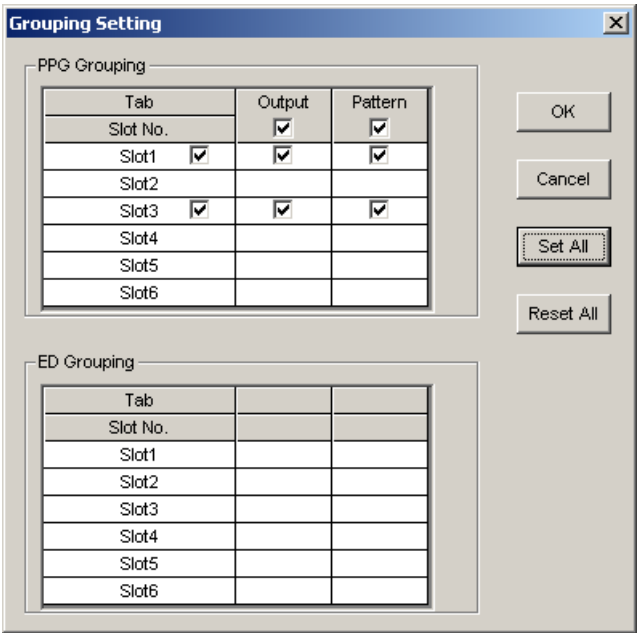 Grouping Setting
PPG Grouping
Tab Output Pattern
Slot No.
Slot1
Slot2
Slot3
Slot4
Slot5
Slot6
OK
Cancel
Set All
Reset All
ED Grouping
Tab
Slot No.
Slot1
Slot2
Slot3
Slot4
Slot5
Slot6